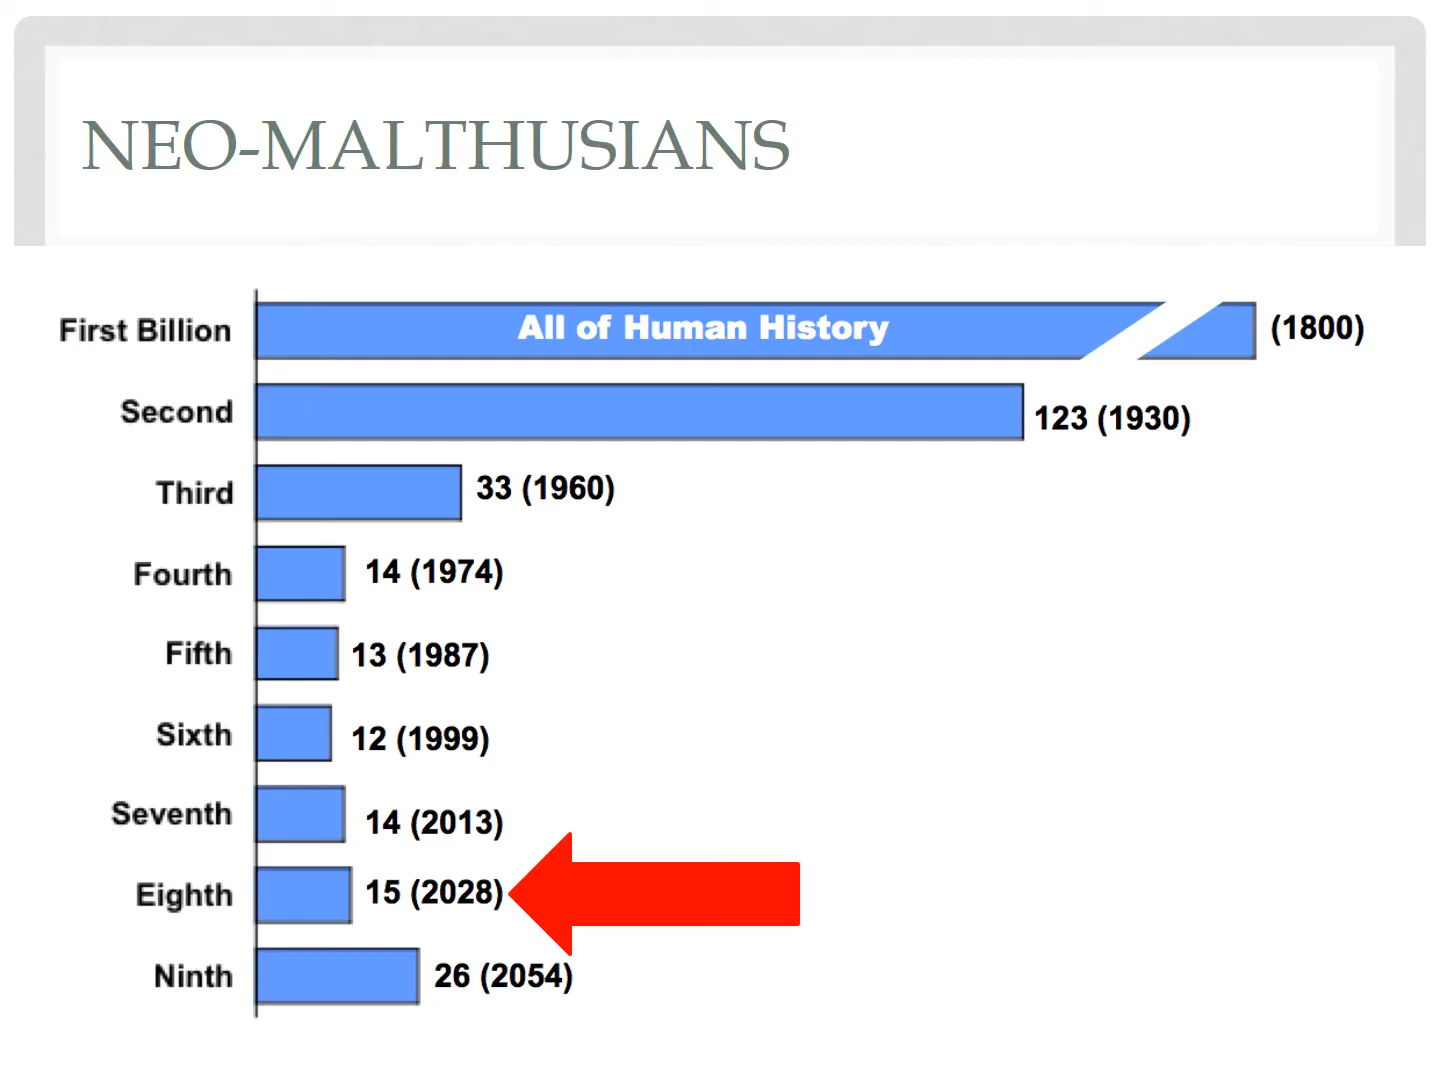 NEO-MALTHUSIANS
First Billion All of Human History (1800)
Second 123 (1930)
Third 33 (1960)
Fourth 14 (1974)
Fifth 13 (1987)
Sixth 12 (1999)
Seventh 14 (2013)
Eighth 15 (2028)
Ninth 26 (2054)